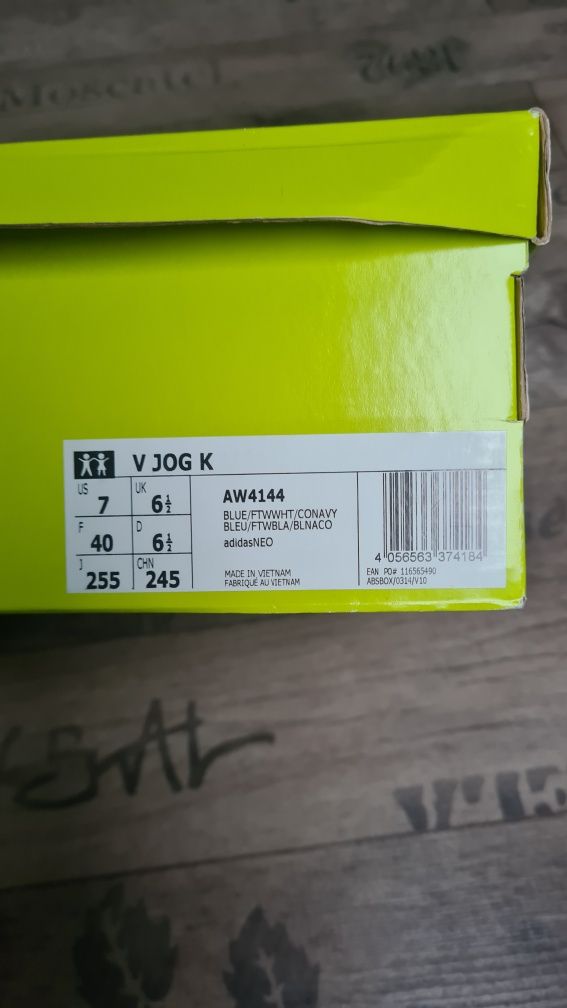 Moscatel
V JOG K
US
7
UK
6½
F
40
D
6½
J
255
CHN
245
AW4144
BLUE/FTWWHT/CONAVY
BLEU/FTWBLA/BLNACO
adidasNEO
MADE IN VIETNAM
FABRIQUÉ AU VIETNAM
4 056563 374184
EAN PO# 116565490
ABSBOX/0314/V10